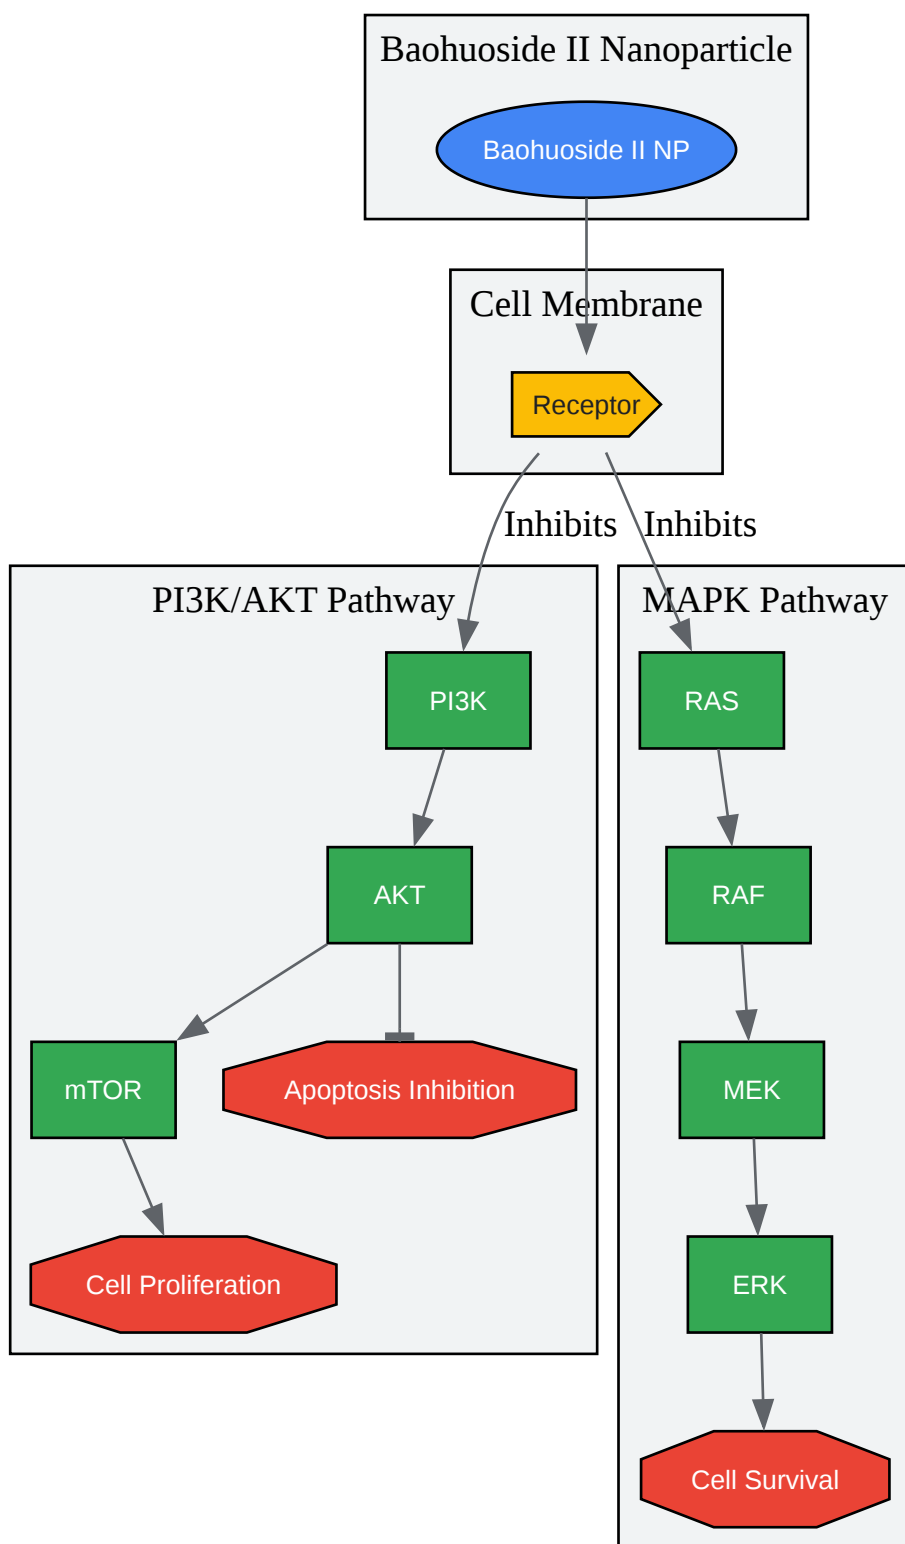 Baohuoside II Nanoparticle
Baohuoside II NP
Cell Membrane
Receptor
Inhibits
Inhibits
PI3K/AKT Pathway
PI3K
AKT
mTOR
Apoptosis Inhibition
Cell Proliferation
MAPK Pathway
RAS
RAF
MEK
ERK
Cell Survival